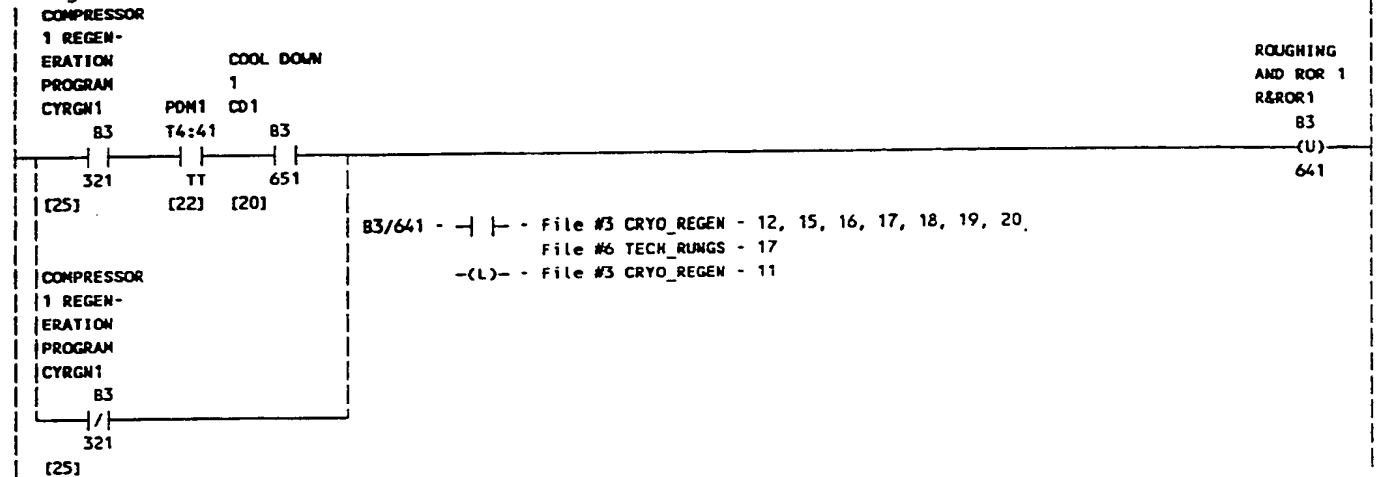 COMPRESSOR
1 REGEN-
ERATION COOL DOWN ROUGHING
PROGRAM 1 AND ROR 1
CYRGN1 PDM1 CD1 R&ROR1
B3 T4:41 B3 B3
(U)
321 TT 651 641
[25] [22] [20]
B3/641 - -| |- - File #3 CRYO_REGEN - 12, 15, 16, 17, 18, 19, 20
File #6 TECH_RUNGS - 17
-(L)- - File #3 CRYO_REGEN - 11
COMPRESSOR
1 REGEN-
ERATION
PROGRAM
CYRGN1
B3
/
321
[25]